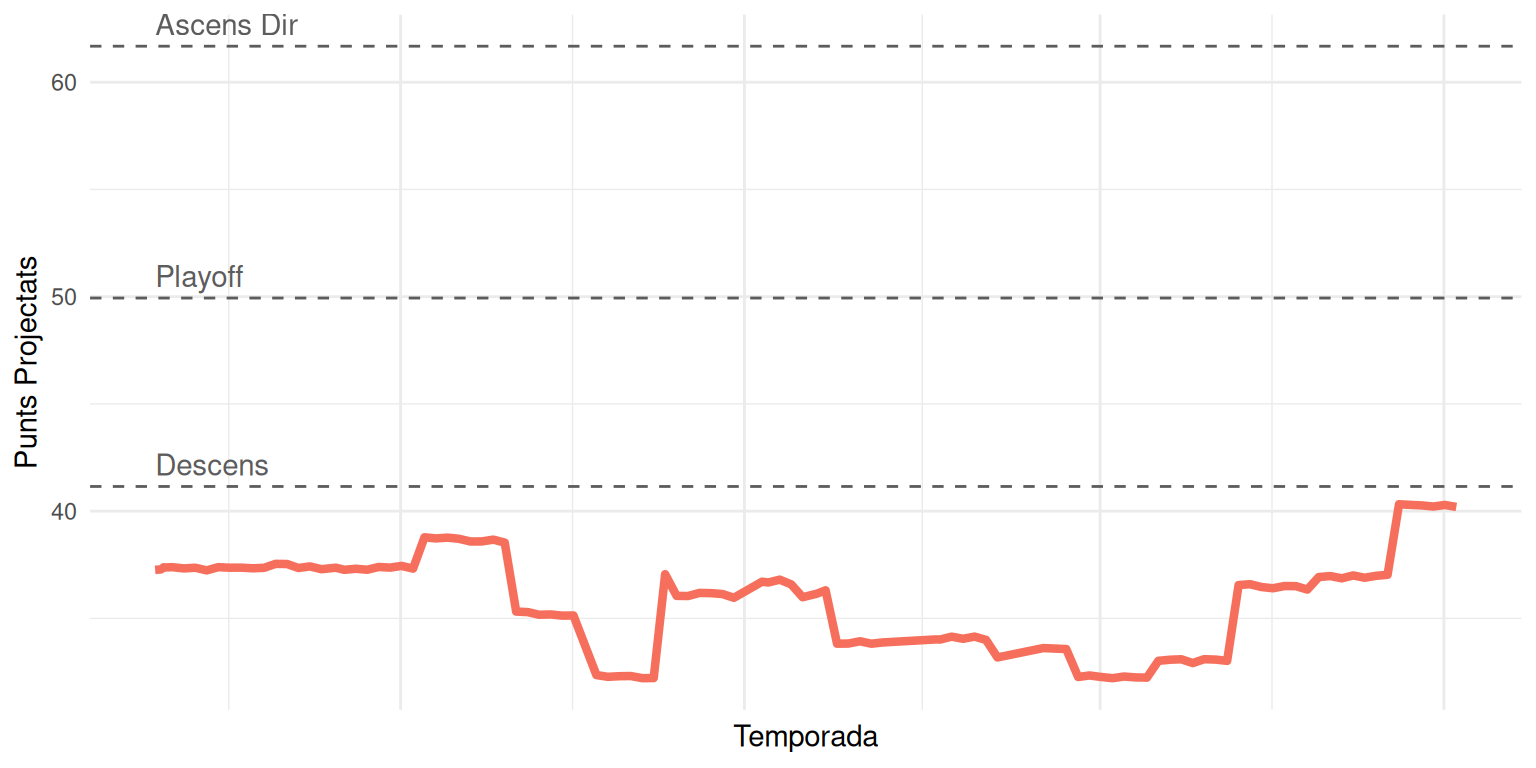 Ascens Dir
60
Playoff
50
Descens
40
Punts Projectats
Temporada